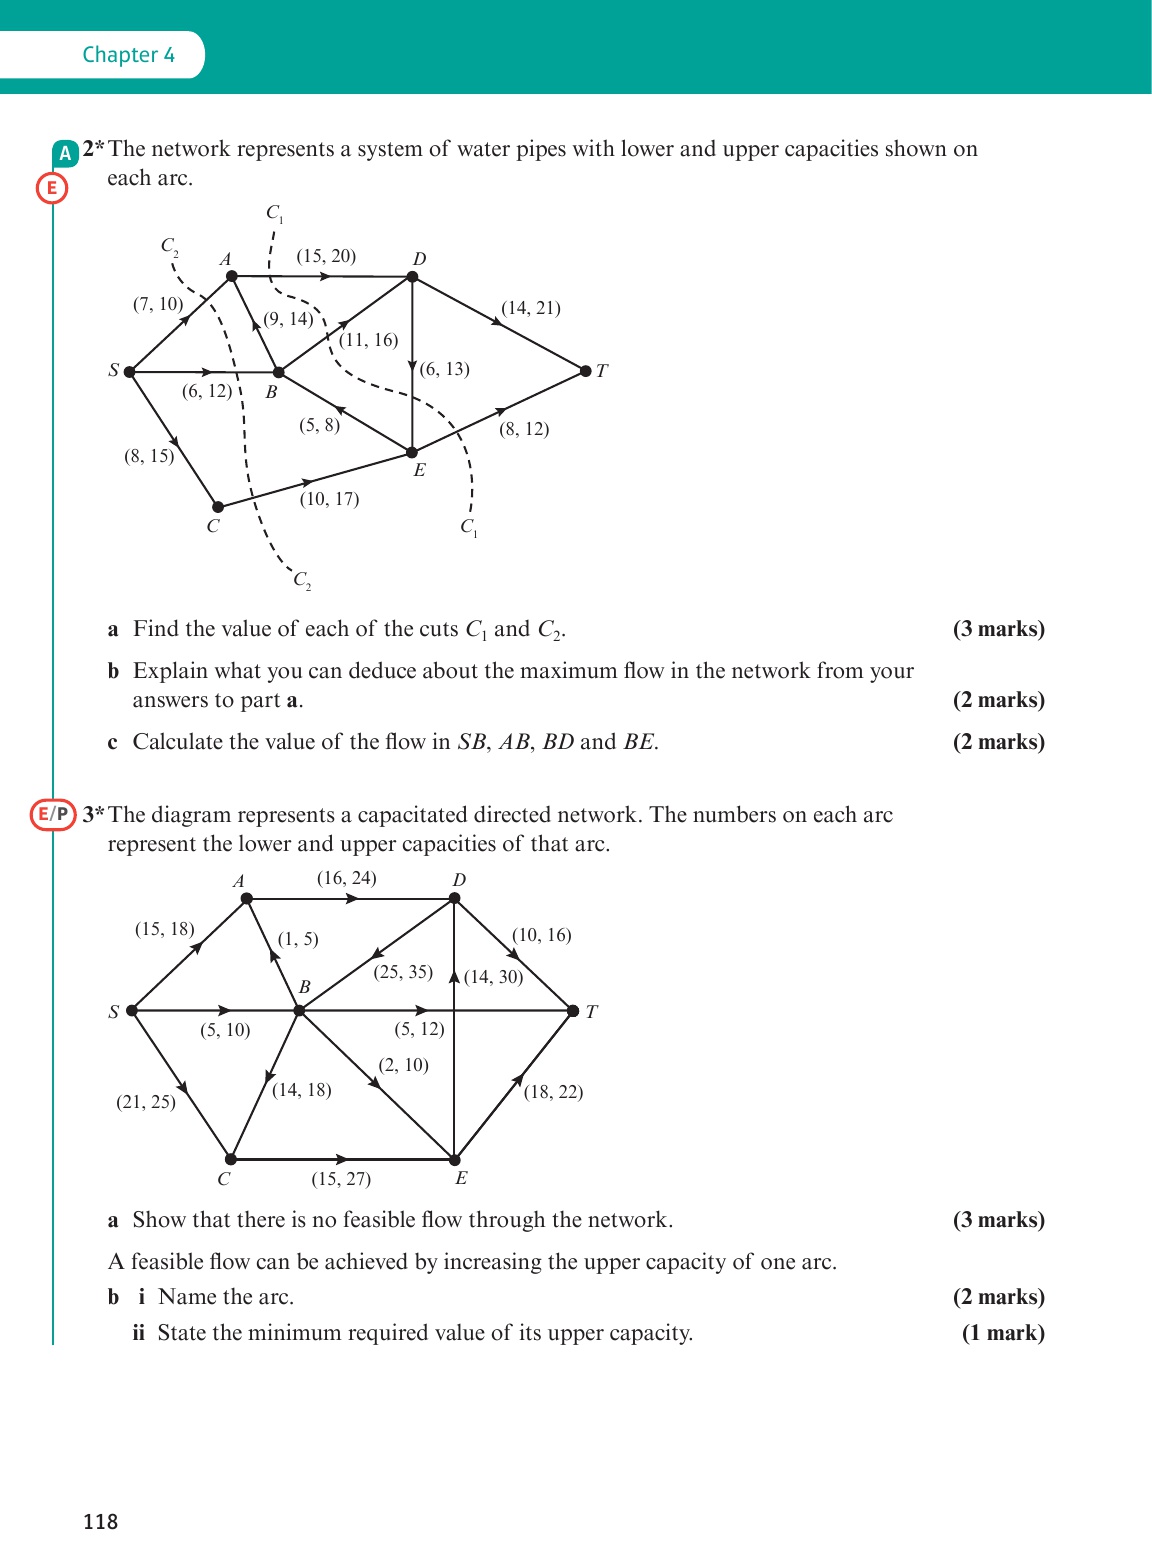 Chapter 4
A
E
2* The network represents a system of water pipes with lower and upper capacities shown on
each arc.
C1
C2
A
(15, 20)
D
(7, 10)
(9, 14)
(14, 21)
(11, 16)
S
(6, 12)
B
(6, 13)
T
(5, 8)
(8, 12)
(8, 15)
E
(10, 17)
C
C1
C2
a Find the value of each of the cuts C1 and C2. (3 marks)
b Explain what you can deduce about the maximum flow in the network from your
answers to part a. (2 marks)
c Calculate the value of the flow in SB, AB, BD and BE. (2 marks)
E/P
3* The diagram represents a capacitated directed network. The numbers on each arc
represent the lower and upper capacities of that arc.
A
(16, 24)
D
(15, 18)
(1, 5)
(10, 16)
B
(25, 35)
(14, 30)
S
(5, 10)
(5, 12)
T
(2, 10)
(21, 25)
(14, 18)
(18, 22)
C
(15, 27)
E
a Show that there is no feasible flow through the network. (3 marks)
A feasible flow can be achieved by increasing the upper capacity of one arc.
b i Name the arc. (2 marks)
ii State the minimum required value of its upper capacity. (1 mark)
118